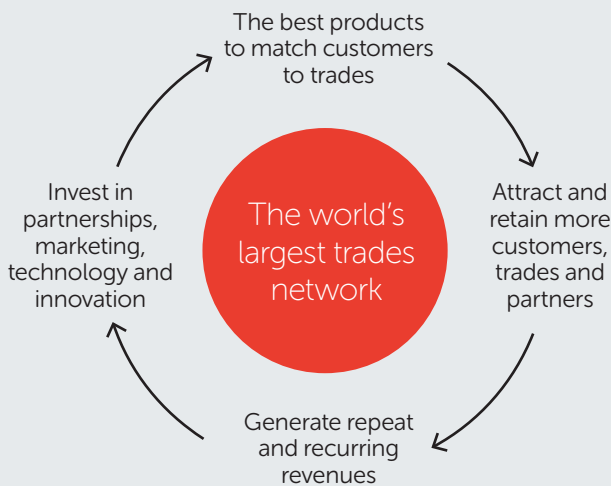 The best products
to match customers
to trades
Attract and
retain more
customers,
trades and
partners
Generate repeat
and recurring
revenues
Invest in
partnerships,
marketing,
technology and
innovation
The world's
largest trades
network